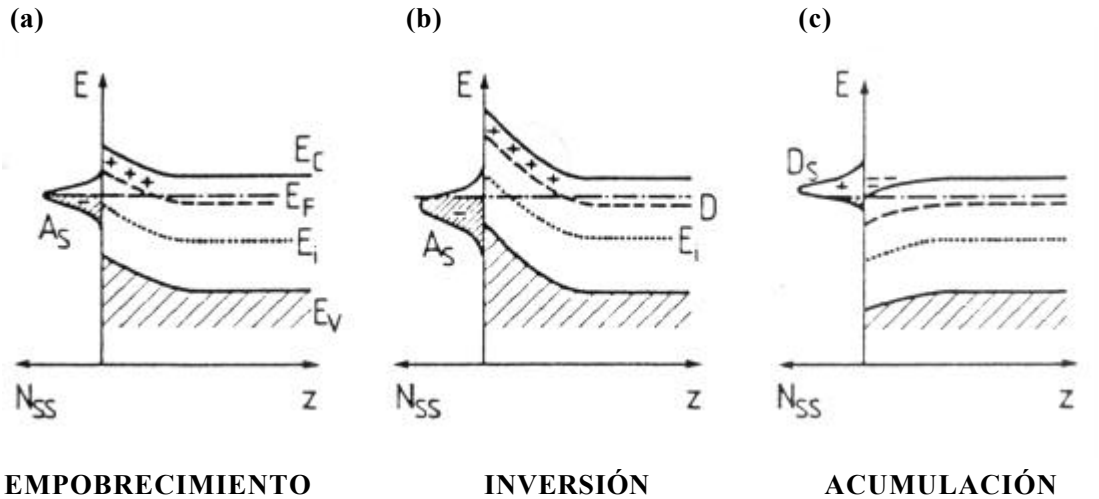 (a) (b) (c)
E E E
E_C D_S
E_F D
A_S E_i A_S E_i
E_V
N_SS z N_SS z N_SS z
EMPOBRECIMIENTO INVERSIÓN ACUMULACIÓN